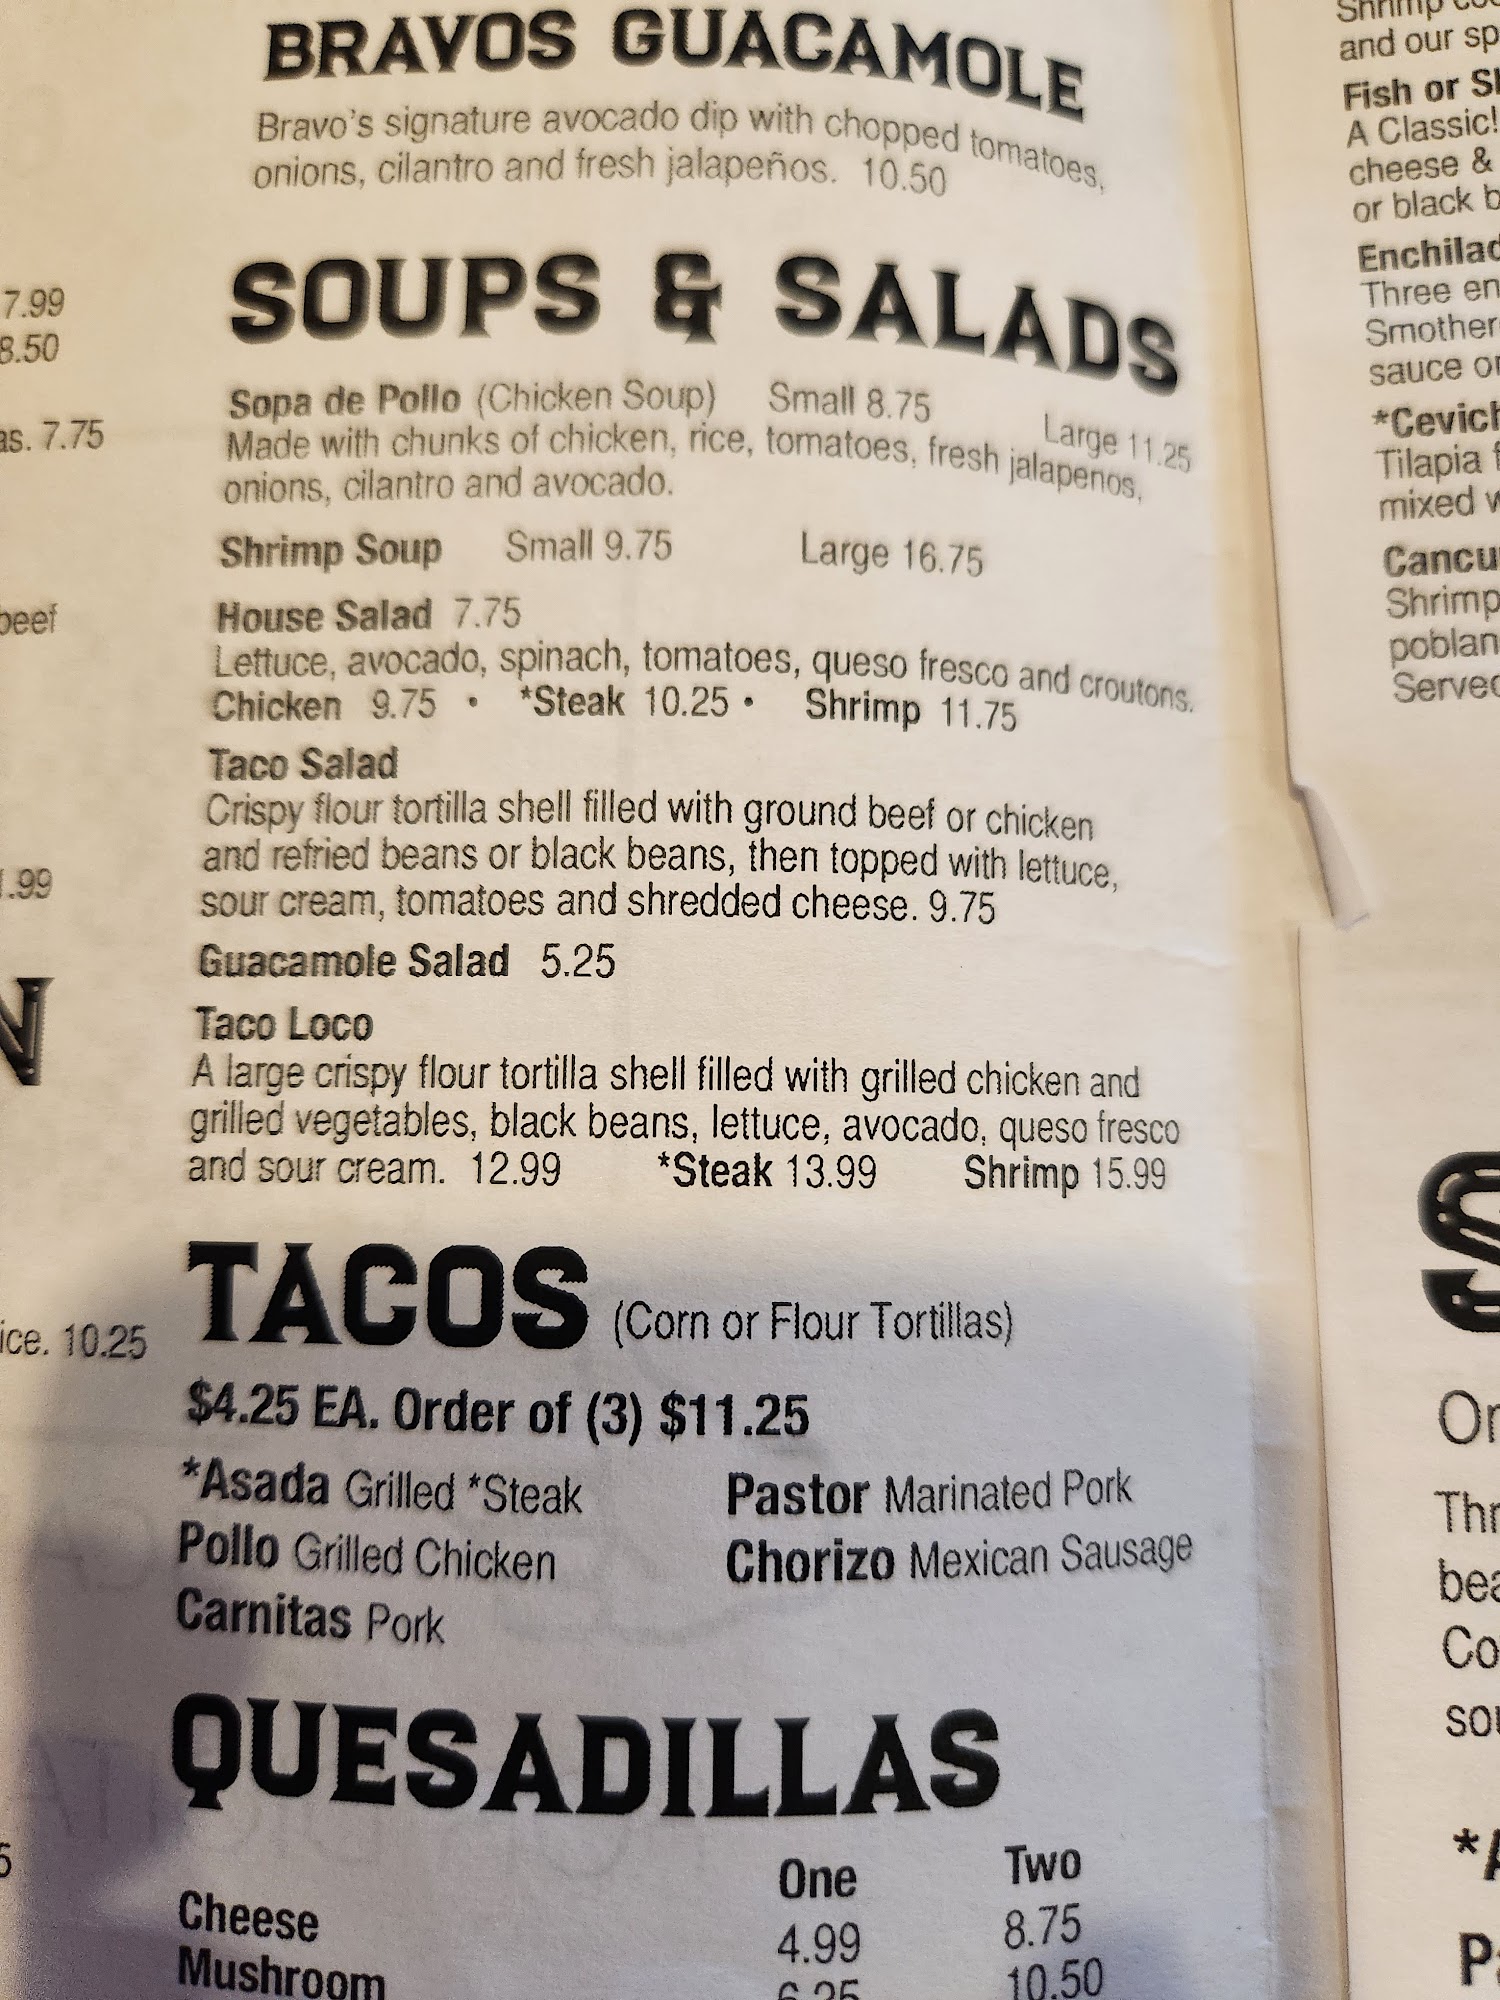 BRAVOS GUACAMOLE
Bravo's signature avocado dip with chopped tomatoes,
onions, cilantro and fresh jalapeños. 10.50
SOUPS & SALADS
Sopa de Pollo (Chicken Soup) Small 8.75 Large 11.25
Made with chunks of chicken, rice, tomatoes, fresh jalapenos,
onions, cilantro and avocado.
Shrimp Soup Small 9.75 Large 16.75
House Salad 7.75
Lettuce, avocado, spinach, tomatoes, queso fresco and croutons.
Chicken 9.75 • *Steak 10.25 • Shrimp 11.75
Taco Salad
Crispy flour tortilla shell filled with ground beef or chicken
and refried beans or black beans, then topped with lettuce,
sour cream, tomatoes and shredded cheese. 9.75
Guacamole Salad 5.25
Taco Loco
A large crispy flour tortilla shell filled with grilled chicken and
grilled vegetables, black beans, lettuce, avocado, queso fresco
and sour cream. 12.99 *Steak 13.99 Shrimp 15.99
TACOS (Corn or Flour Tortillas)
$4.25 EA. Order of (3) $11.25
*Asada Grilled *Steak Pastor Marinated Pork
Pollo Grilled Chicken Chorizo Mexican Sausage
Carnitas Pork
QUESADILLAS
One Two
Cheese 4.99 8.75
Mushroom 6.25 10.50
7.99
8.50
7.75
beef
.99
10.25
and our
Fish or
A Classic!
cheese &
or black
Three
sauce
Tilapia
mixed
Shrimp